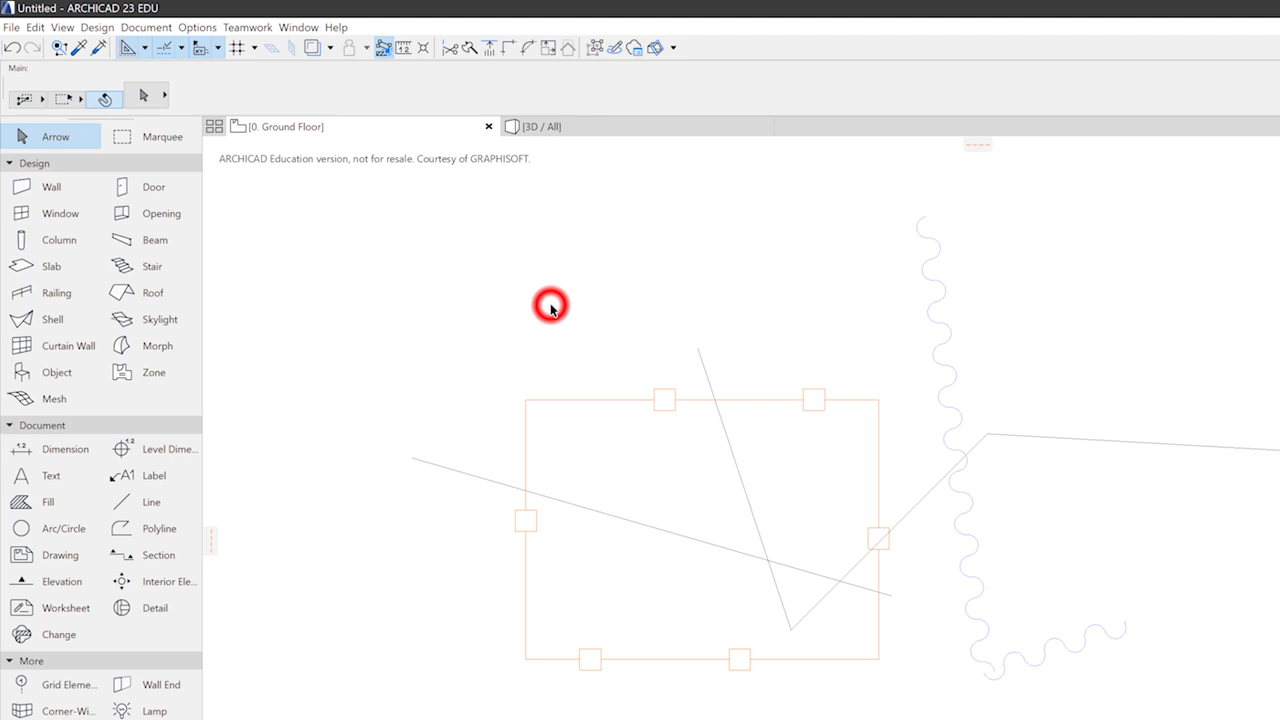 Untitled - ARCHICAD 23 EDU
File Edit View Design Document Options Teamwork Window Help
Main:
[0. Ground Floor] [3D / All]
Arrow Marquee
ARCHICAD Education version, not for resale. Courtesy of GRAPHISOFT.
Design
Wall Door
Window Opening
Column Beam
Slab Stair
Railing Roof
Shell Skylight
Curtain Wall Morph
Object Zone
Mesh
Document
Dimension Level Dime...
Text Label
Fill Line
Arc/Circle Polyline
Drawing Section
Elevation Interior Ele...
Worksheet Detail
Change
More
Grid Eleme... Wall End
Corner-Wi... Lamp